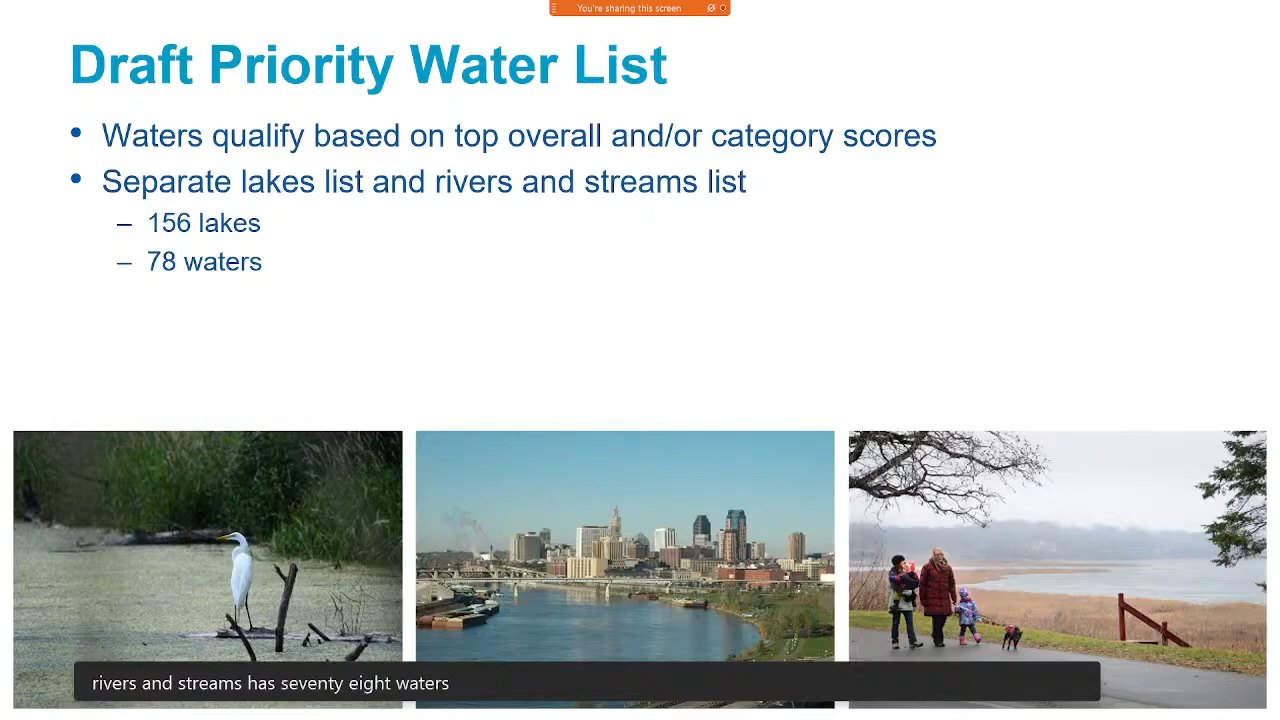 You're sharing this screen
Draft Priority Water List
• Waters qualify based on top overall and/or category scores
• Separate lakes list and rivers and streams list
– 156 lakes
– 78 waters
rivers and streams has seventy eight waters